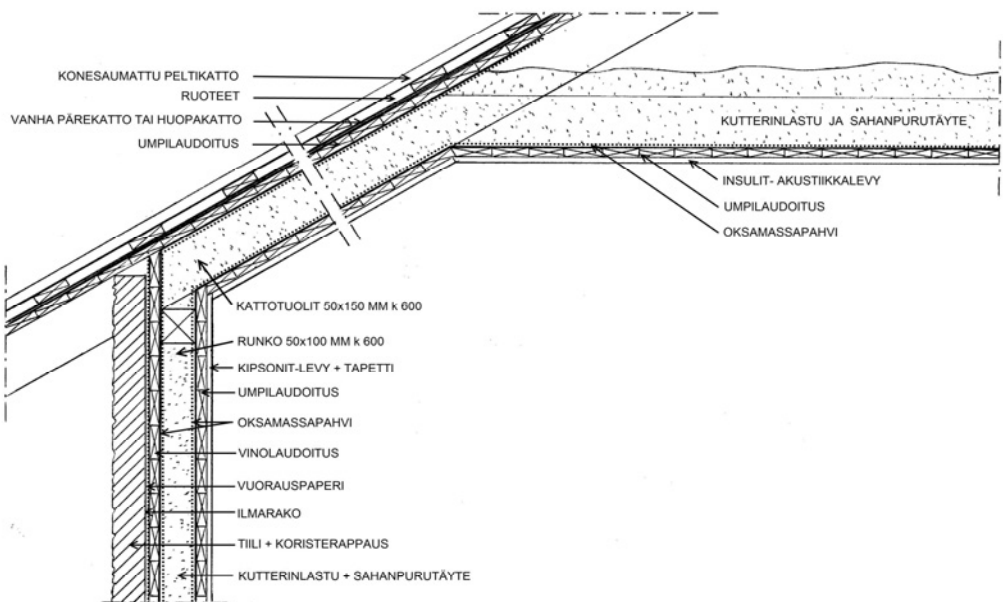 KONESAUMATTU PELTIKATTO
RUOTEET
VANHA PÄREKATTO TAI HUOPAKATTO
UMPILAUDOITUS
KUTTERINLASTU JA SAHANPURUTÄYTE
INSULIT- AKUSTIIKKALEVY
UMPILAUDOITUS
OKSAMASSAPAHVI
KATTOTUOLIT 50x150 MM k 600
RUNKO 50x100 MM k 600
KIPSONIT-LEVY + TAPETTI
UMPILAUDOITUS
OKSAMASSAPAHVI
VINOLAUDOITUS
VUORAUSPAPERI
ILMARAKO
TIILI + KORISTERAPPAUS
KUTTERINLASTU + SAHANPURUTÄYTE